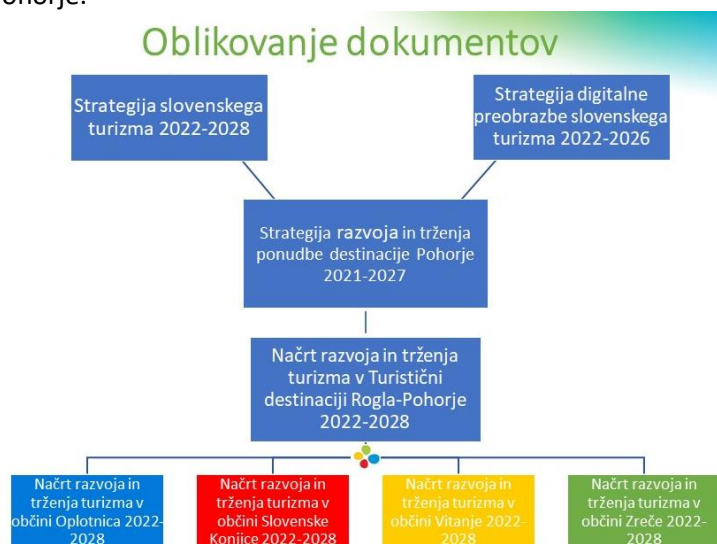 Oblikovanje dokumentov
Strategija slovenskega
turizma 2022-2028
Strategija digitalne
preobrazbe slovenskega
turizma 2022-2026
Strategija razvoja in trženja
ponudbe destinacije Pohorje
2021-2027
Načrt razvoja in trženja
turizma v Turistični
destinaciji Rogla-Pohorje
2022-2028
Načrt razvoja in
trženja turizma v
občini Oplotnica 2022-
2028
Načrt razvoja in
trženja turizma v
občini Slovenske
Konjice 2022-2028
Načrt razvoja in
trženja turizma v
občini Vitanje 2022-
2028
Načrt razvoja in
trženja turizma v
občini Zreče 2022-
2028